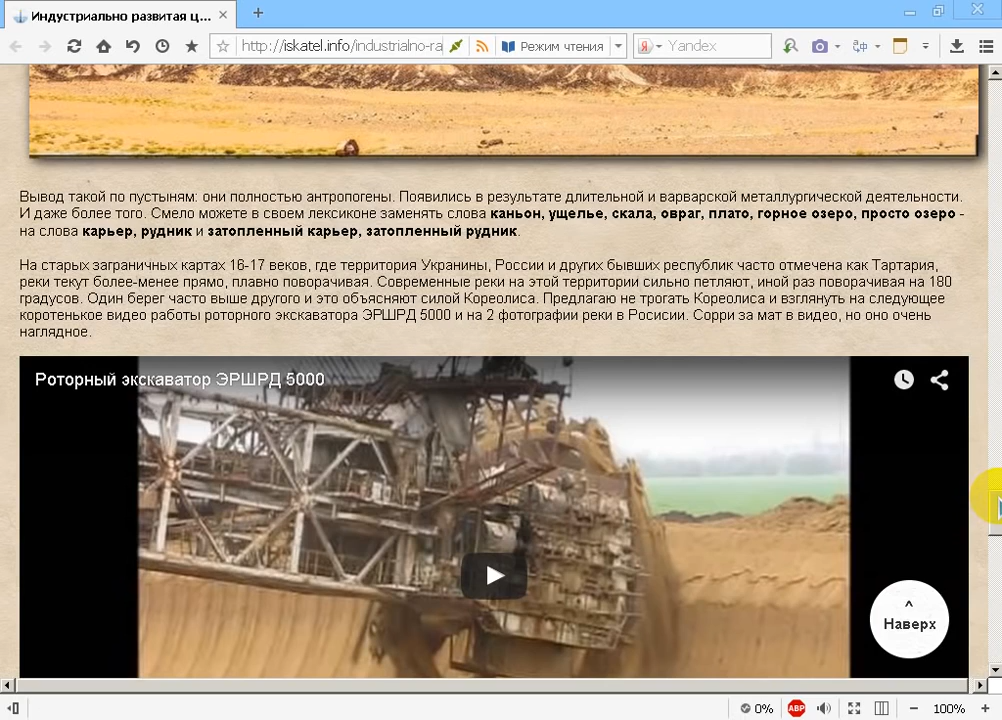 Индустриально развитая ц...
http://iskatel.info/industrialno-ra
Режим чтения
Я
Yandex
Вывод такой по пустыням: они полностью антропогены. Появились в результате длительной и варварской металлургической деятельности.
И даже более того. Смело можете в своем лексиконе заменять слова каньон, ущелье, скала, овраг, плато, горное озеро, просто озеро -
на слова карьер, рудник и затопленный карьер, затопленный рудник.
На старых заграничных картах 16-17 веков, где территория Укранины, России и других бывших республик часто отмечена как Тартария,
реки текут более-менее прямо, плавно поворачивая. Современные реки на этой территории сильно петляют, иной раз поворачивая на 180
градусов. Один берег часто выше другого и это объясняют силой Кореолиса. Предлагаю не трогать Кореолиса и взглянуть на следующее
коротенькое видео работы роторного экскаватора ЭРШРД 5000 и на 2 фотографии реки в Росисии. Сорри за мат в видео, но оно очень
наглядное.
Роторный экскаватор ЭРШРД 5000
^
Наверх
0%
ABP
100%